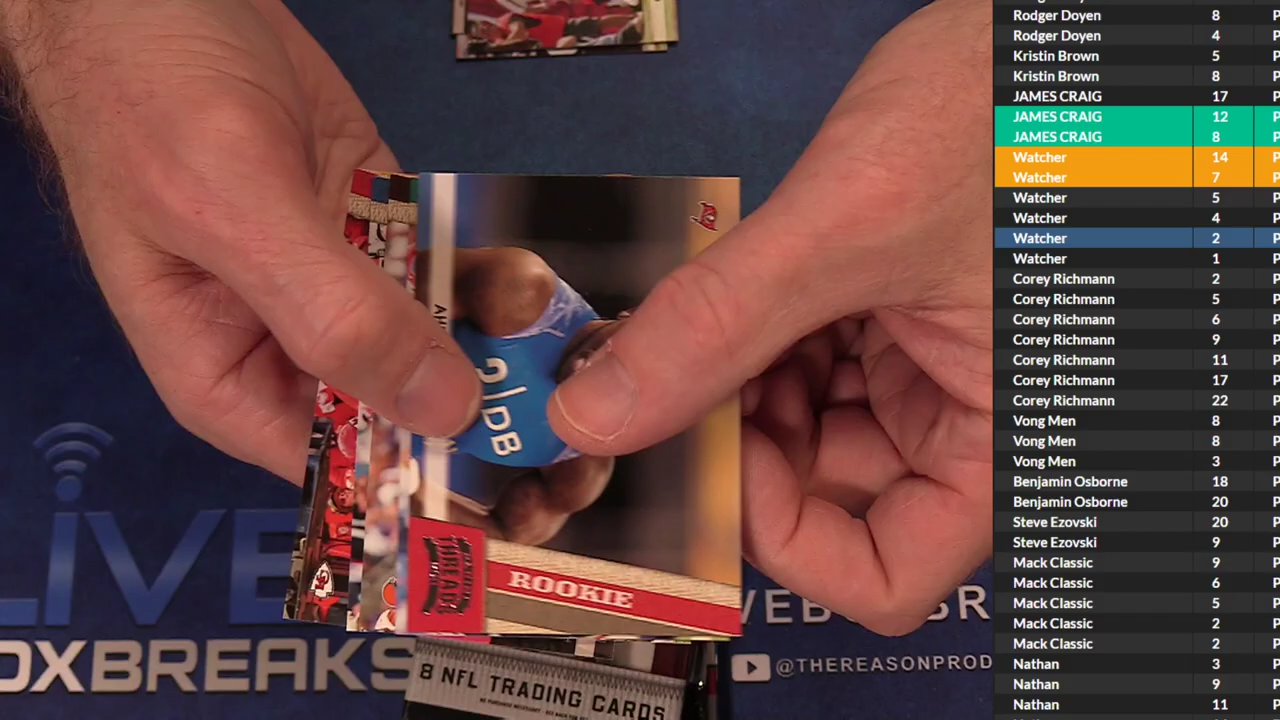 AH
2|DB
THREADS
ROOKIE
8 NFL TRADING CARDS
LIVE
OXBREAKS
WEB
BR
@THEREASONPROD
Rodger Doyen 8 P
Rodger Doyen 4 P
Kristin Brown 5 P
Kristin Brown 8 P
JAMES CRAIG 17 P
JAMES CRAIG 12 P
JAMES CRAIG 8 P
Watcher 14 P
Watcher 7 P
Watcher 5 P
Watcher 4 P
Watcher 2 P
Watcher 1 P
Corey Richmann 2 P
Corey Richmann 5 P
Corey Richmann 6 P
Corey Richmann 9 P
Corey Richmann 11 P
Corey Richmann 17 P
Corey Richmann 22 P
Vong Men 8 P
Vong Men 8 P
Vong Men 3 P
Benjamin Osborne 18 P
Benjamin Osborne 20 P
Steve Ezovski 20 P
Steve Ezovski 9 P
Mack Classic 9 P
Mack Classic 6 P
Mack Classic 5 P
Mack Classic 2 P
Mack Classic 2 P
Nathan 3 P
Nathan 9 P
Nathan 11 P